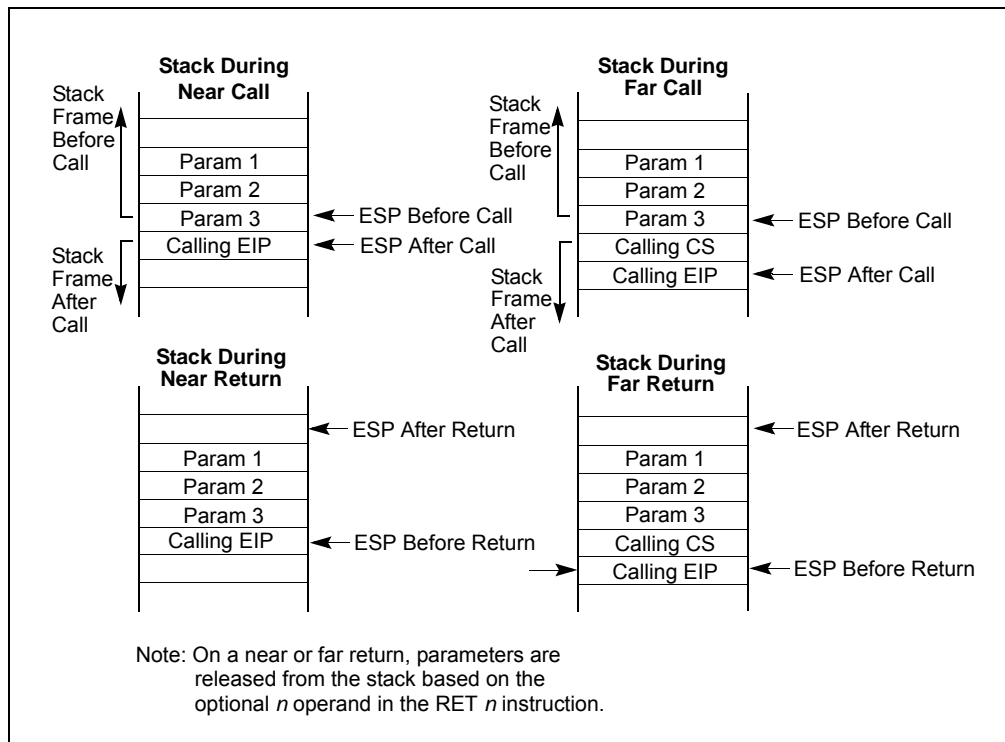 Stack During
Near Call
Stack
Frame
Before
Call
Param 1
Param 2
Param 3
ESP Before Call
Calling EIP
ESP After Call
Stack
Frame
After
Call
Stack During
Far Call
Stack
Frame
Before
Call
Param 1
Param 2
Param 3
ESP Before Call
Calling CS
Calling EIP
ESP After Call
Stack
Frame
After
Call
Stack During
Near Return
ESP After Return
Param 1
Param 2
Param 3
Calling EIP
ESP Before Return
Stack During
Far Return
ESP After Return
Param 1
Param 2
Param 3
Calling CS
Calling EIP
ESP Before Return
Note: On a near or far return, parameters are
released from the stack based on the
optional n operand in the RET n instruction.